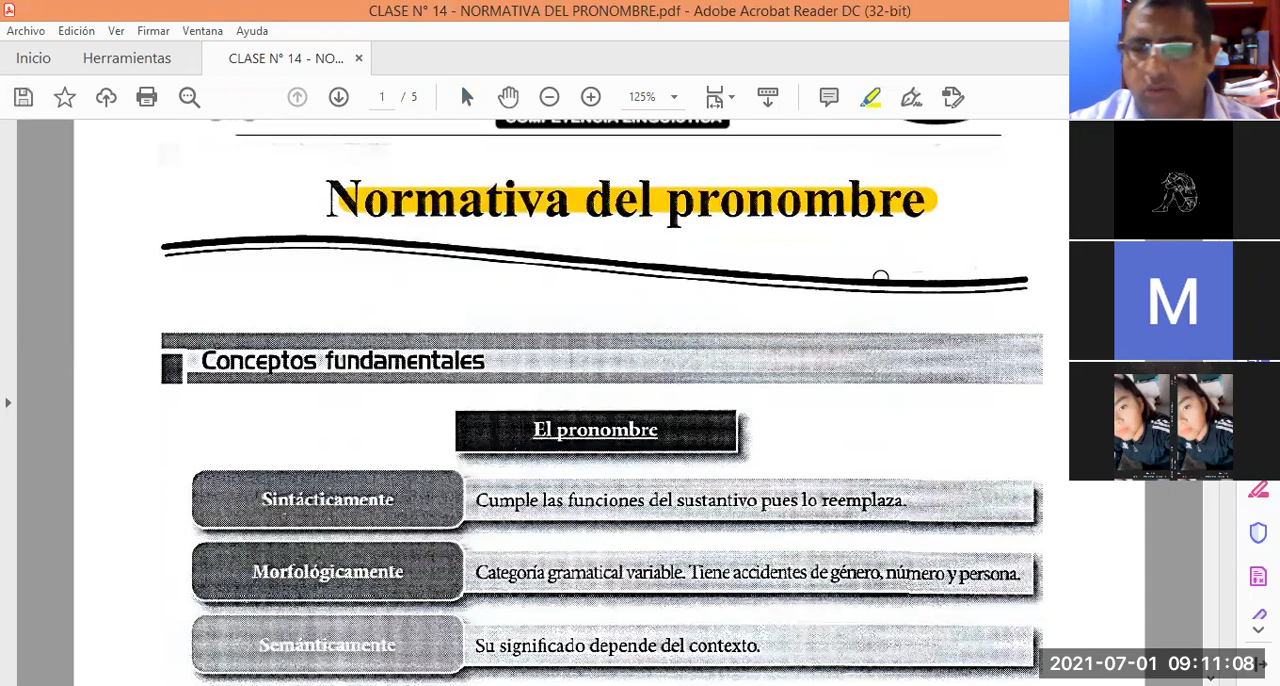 CLASE N° 14 - NORMATIVA DEL PRONOMBRE.pdf - Adobe Acrobat Reader DC (32-bit)
Archivo Edición Ver Firmar Ventana Ayuda
Inicio Herramientas CLASE N° 14 - NO... ×
1 / 5 125%
COMPETENCIA LINGÜÍSTICA
Normativa del pronombre
M
Conceptos fundamentales
El pronombre
Sintácticamente Cumple las funciones del sustantivo pues lo reemplaza.
Morfológicamente Categoría gramatical variable. Tiene accidentes de género, número y persona.
Semánticamente Su significado depende del contexto.
2021-07-01 09:11:08